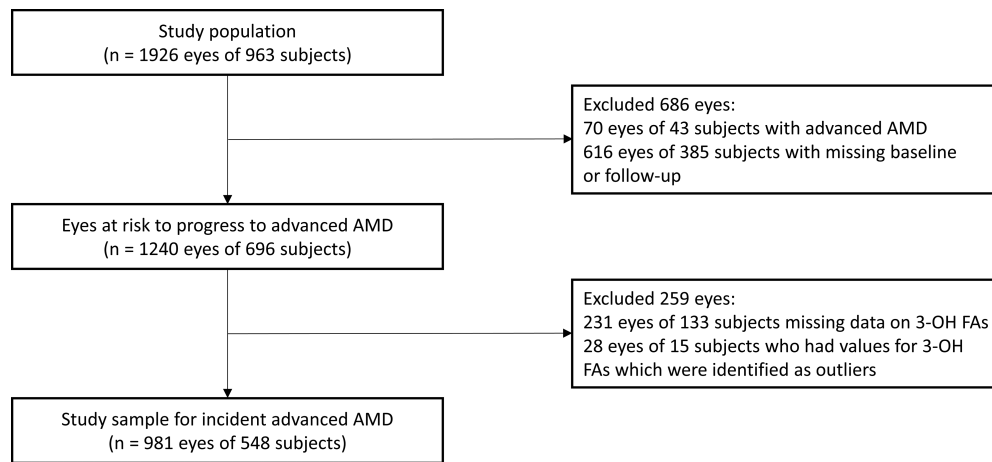 Study population
(n = 1926 eyes of 963 subjects)
Excluded 686 eyes:
70 eyes of 43 subjects with advanced AMD
616 eyes of 385 subjects with missing baseline
or follow-up
Eyes at risk to progress to advanced AMD
(n = 1240 eyes of 696 subjects)
Excluded 259 eyes:
231 eyes of 133 subjects missing data on 3-OH FAs
28 eyes of 15 subjects who had values for 3-OH
FAs which were identified as outliers
Study sample for incident advanced AMD
(n = 981 eyes of 548 subjects)